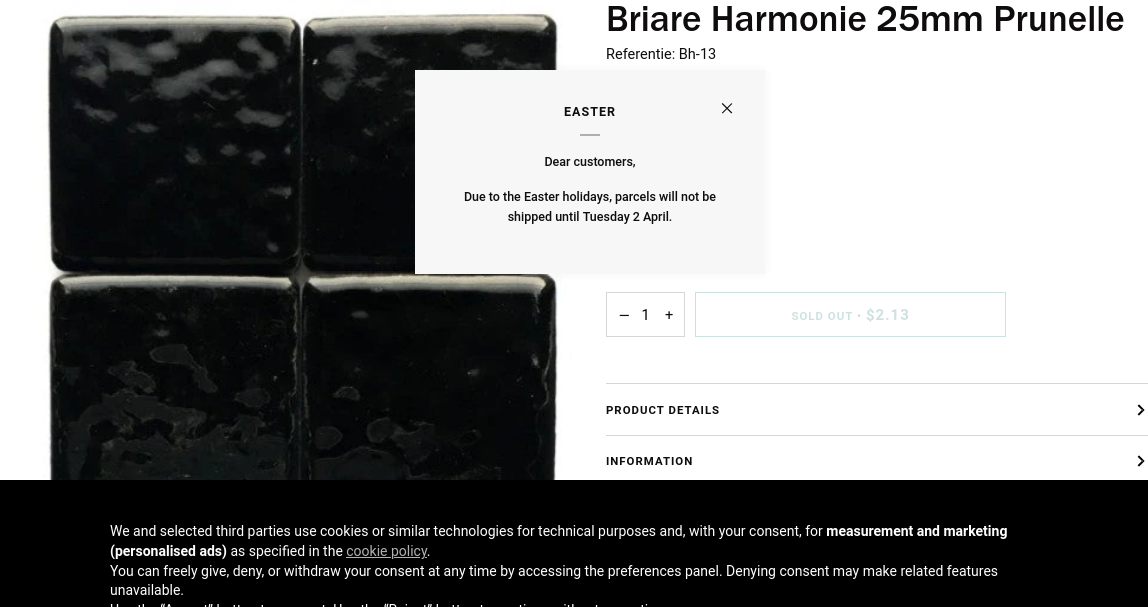 Briare Harmonie 25mm Prunelle
Referentie: Bh-13
EASTER
Dear customers,
Due to the Easter holidays, parcels will not be
shipped until Tuesday 2 April.
1
SOLD OUT • $2.13
PRODUCT DETAILS
INFORMATION
We and selected third parties use cookies or similar technologies for technical purposes and, with your consent, for measurement and marketing
(personalised ads) as specified in the cookie policy.
You can freely give, deny, or withdraw your consent at any time by accessing the preferences panel. Denying consent may make related features
unavailable.